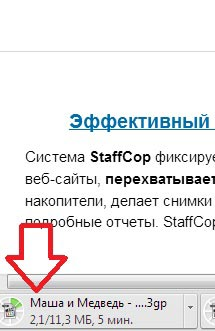 Эффективный
Система StaffCop фиксируе
веб-сайты, перехватывает
накопители, делает снимки
подробные отчеты. StaffCop
Маша и Медведь - ....3gp
2,1/11,3 МБ, 5 мин.